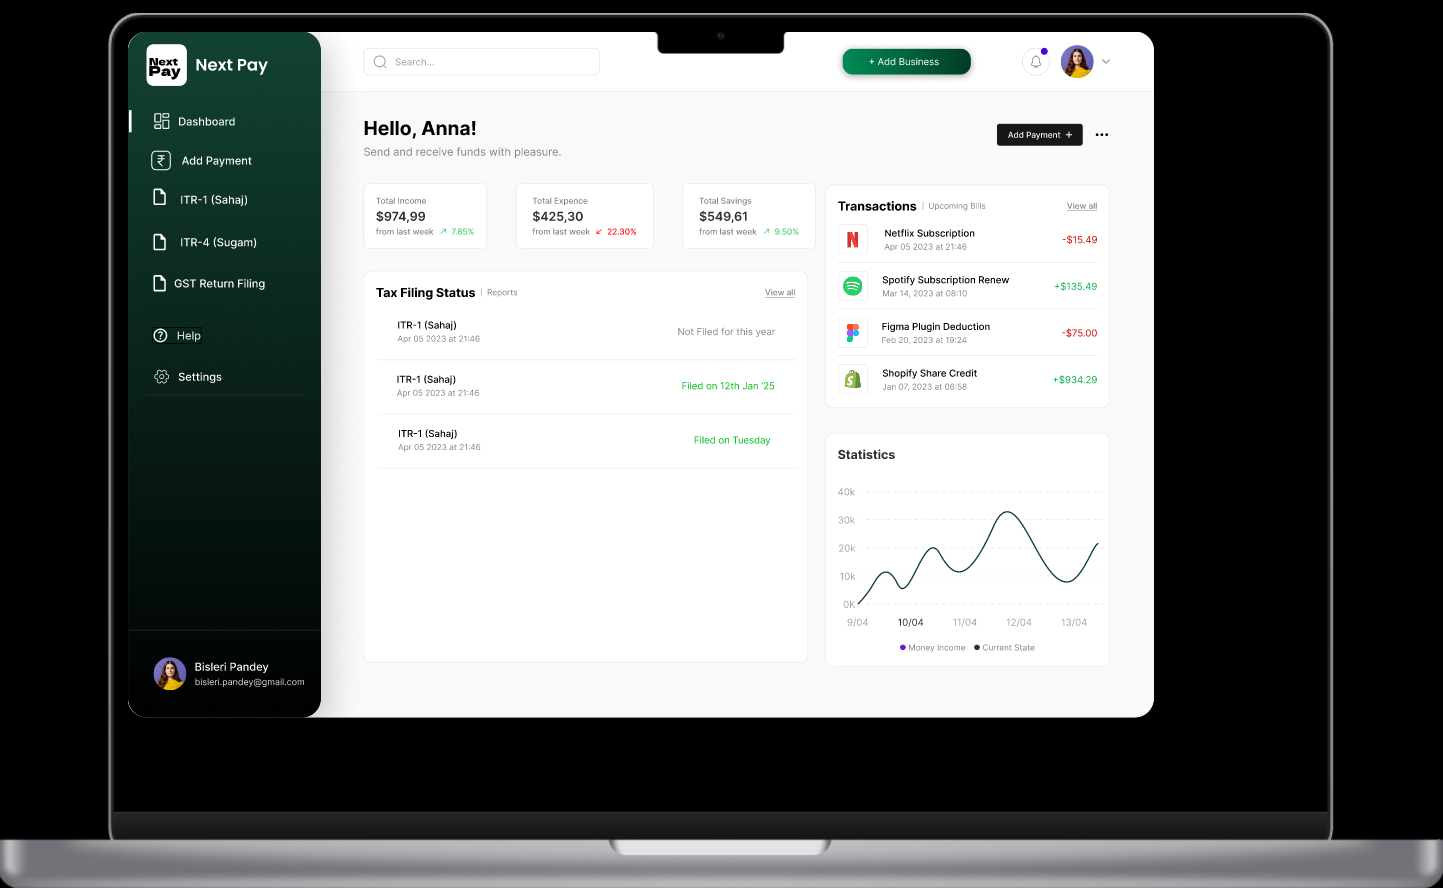 Next
Pay
Next Pay
Dashboard
Add Payment
ITR-1 (Sahaj)
ITR-4 (Sugam)
GST Return Filing
Help
Settings
Bisleri Pandey
bisleri.pandey@gmail.com
Search...
+ Add Business
Hello, Anna!
Send and receive funds with pleasure.
Add Payment +
Total Income
$974,99
from last week 7.85%
Total Expence
$425,30
from last week 22.30%
Total Savings
$549,61
from last week 9.50%
Tax Filing Status | Reports View all
ITR-1 (Sahaj)
Apr 05 2023 at 21:46
Not Filed for this year
ITR-1 (Sahaj)
Apr 05 2023 at 21:46
Filed on 12th Jan '25
ITR-1 (Sahaj)
Apr 05 2023 at 21:46
Filed on Tuesday
Transactions | Upcoming Bills View all
Netflix Subscription
Apr 05 2023 at 21:46
-$15.49
Spotify Subscription Renew
Mar 14, 2023 at 08:10
+$135.49
Figma Plugin Deduction
Feb 20, 2023 at 19:24
-$75.00
Shopify Share Credit
Jan 07, 2023 at 06:58
+$934.29
Statistics
40k
30k
20k
10k
0K
9/04 10/04 11/04 12/04 13/04
Money Income Current State